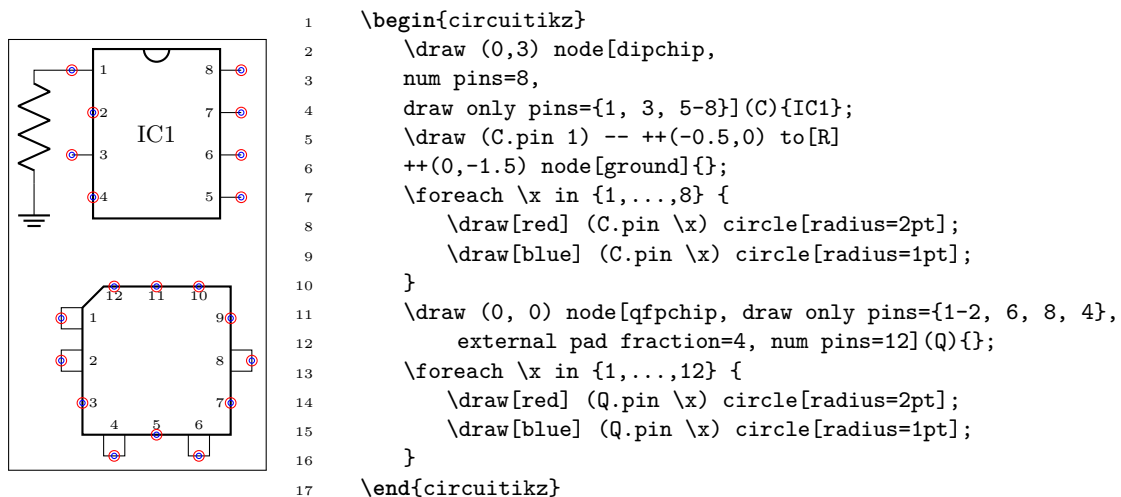 1 8
2 7
IC1
3 6
4 5
12 11 10
1 9
2 8
3 7
4 5 6
1 \begin{circuitikz}
2 \draw (0,3) node[dipchip,
3 num pins=8,
4 draw only pins={1, 3, 5-8}](C){IC1};
5 \draw (C.pin 1) -- ++(-0.5,0) to[R]
6 ++(0,-1.5) node[ground]{};
7 \foreach \x in {1,...,8} {
8 \draw[red] (C.pin \x) circle[radius=2pt];
9 \draw[blue] (C.pin \x) circle[radius=1pt];
10 }
11 \draw (0, 0) node[qfpchip, draw only pins={1-2, 6, 8, 4},
12 external pad fraction=4, num pins=12](Q){};
13 \foreach \x in {1,...,12} {
14 \draw[red] (Q.pin \x) circle[radius=2pt];
15 \draw[blue] (Q.pin \x) circle[radius=1pt];
16 }
17 \end{circuitikz}